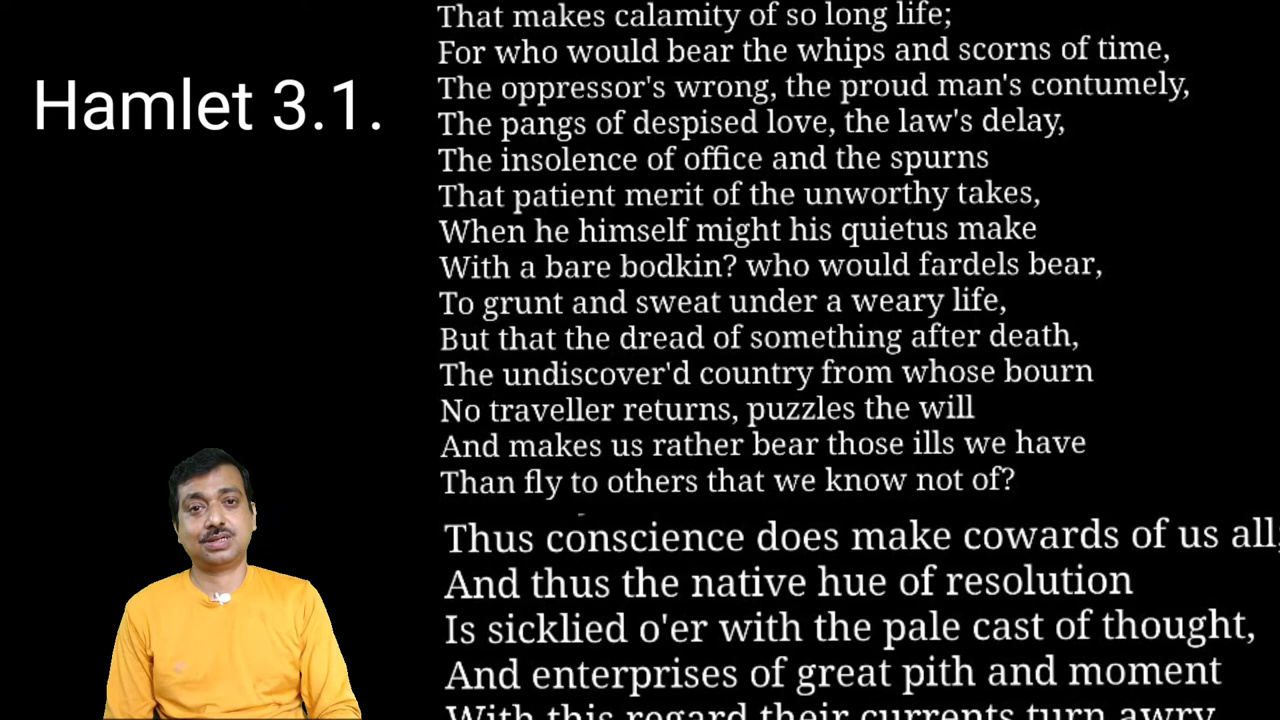 Hamlet 3.1.
That makes calamity of so long life;
For who would bear the whips and scorns of time,
The oppressor's wrong, the proud man's contumely,
The pangs of despised love, the law's delay,
The insolence of office and the spurns
That patient merit of the unworthy takes,
When he himself might his quietus make
With a bare bodkin? who would fardels bear,
To grunt and sweat under a weary life,
But that the dread of something after death,
The undiscover'd country from whose bourn
No traveller returns, puzzles the will
And makes us rather bear those ills we have
Than fly to others that we know not of?
Thus conscience does make cowards of us all,
And thus the native hue of resolution
Is sicklied o'er with the pale cast of thought,
And enterprises of great pith and moment
With this regard their currents turn awry,